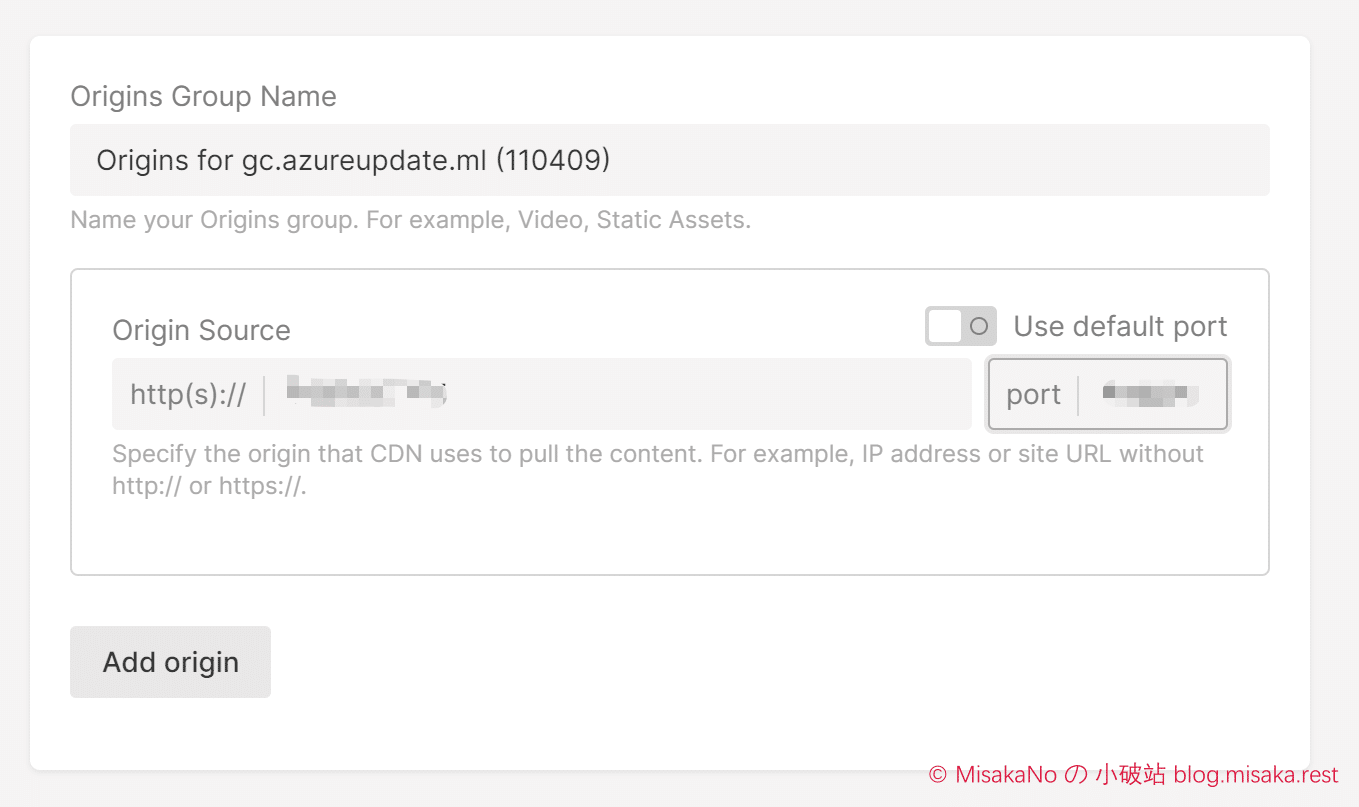 Origins Group Name
Origins for gc.azureupdate.ml (110409)
Name your Origins group. For example, Video, Static Assets.
Origin Source
Use default port
http(s)://
port
Specify the origin that CDN uses to pull the content. For example, IP address or site URL without
http:// or https://.
Add origin
© MisakaNo の 小破站 blog.misaka.rest